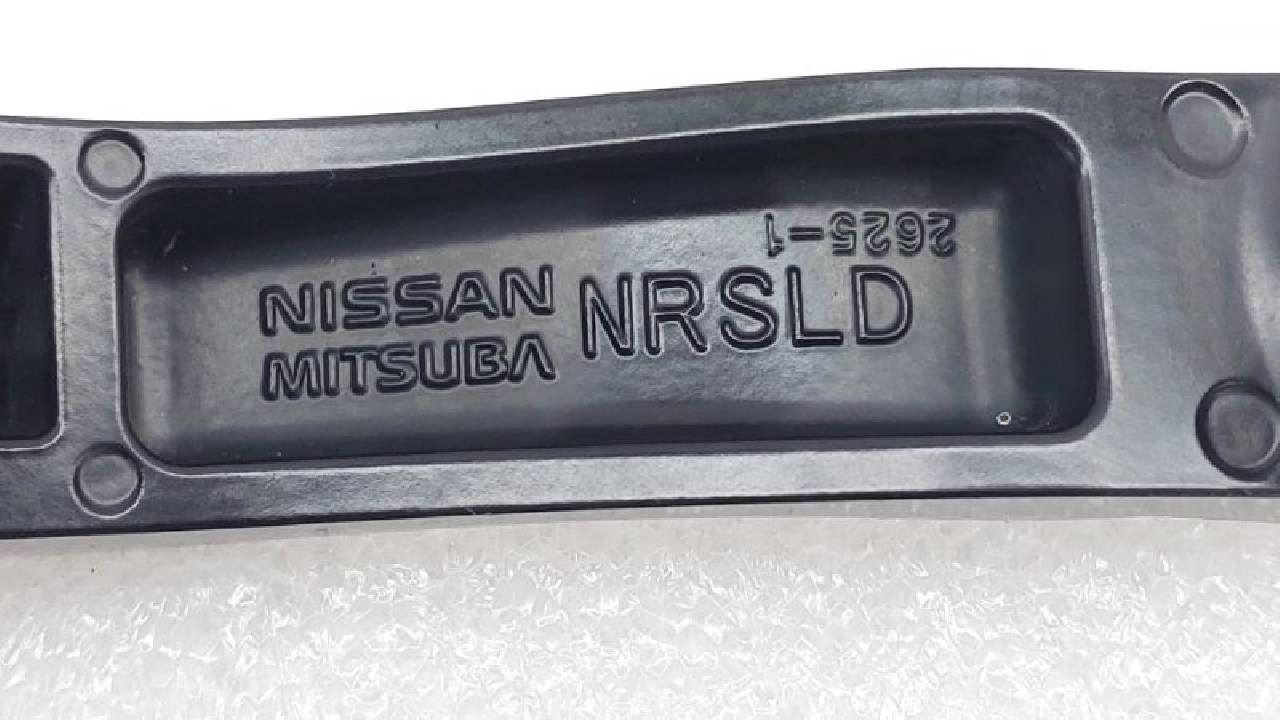 2625-1
NISSAN NRSLD
MITSUBA